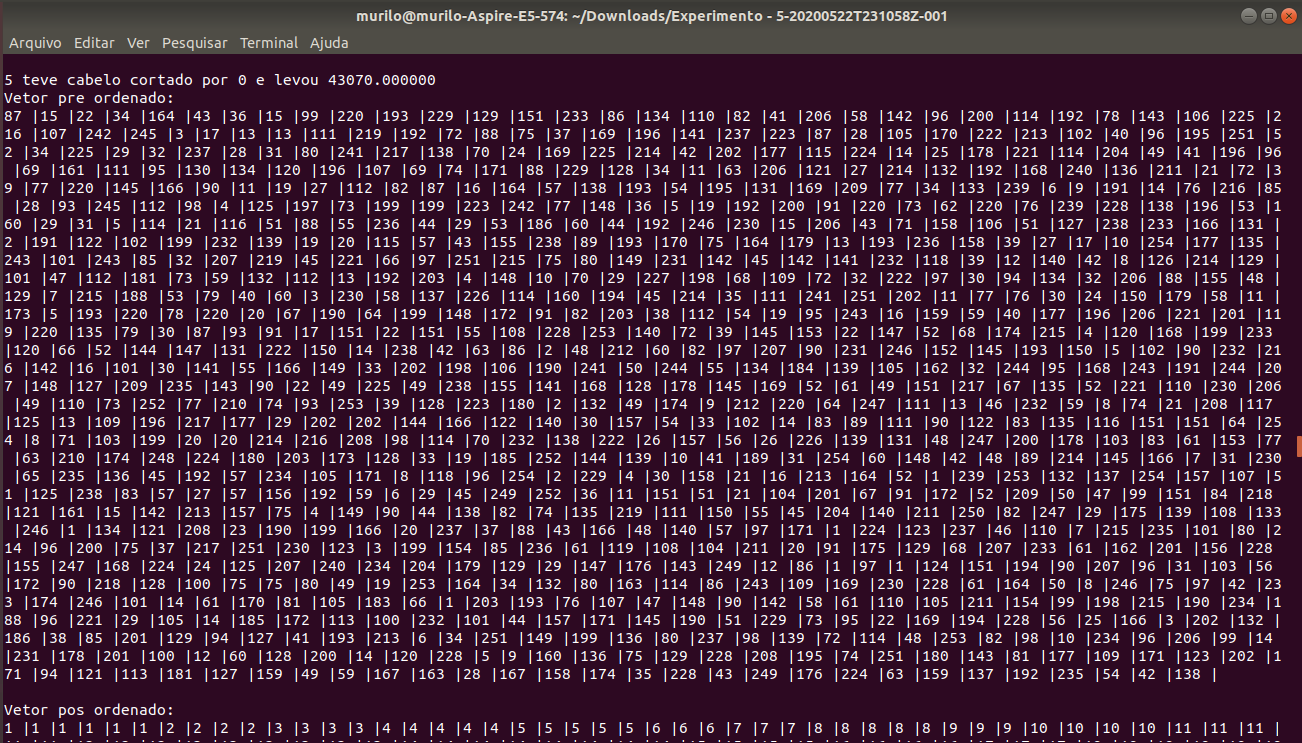 murilo@murilo-Aspire-E5-574: ~/Downloads/Experimento - 5-20200522T231058Z-001
Arquivo Editar Ver Pesquisar Terminal Ajuda
5 teve cabelo cortado por 0 e levou 43070.000000
Vetor pre ordenado:
87 |15 |22 |34 |164 |43 |36 |15 |99 |220 |193 |229 |129 |151 |233 |86 |134 |110 |82 |41 |206 |58 |142 |96 |200 |114 |192 |78 |143 |106 |225 |2
16 |107 |242 |245 |3 |17 |13 |13 |111 |219 |192 |72 |88 |75 |37 |169 |196 |141 |237 |223 |87 |28 |105 |170 |222 |213 |102 |40 |96 |195 |251 |5
2 |34 |225 |29 |32 |237 |28 |31 |80 |241 |217 |138 |70 |24 |169 |225 |214 |42 |202 |177 |115 |224 |14 |25 |178 |221 |114 |204 |49 |41 |196 |96
 |69 |161 |111 |95 |130 |134 |120 |196 |107 |69 |74 |171 |88 |229 |128 |34 |11 |63 |206 |121 |27 |214 |132 |192 |168 |240 |136 |211 |21 |72 |3
9 |77 |220 |145 |166 |90 |11 |19 |27 |112 |82 |87 |16 |164 |57 |138 |193 |54 |195 |131 |169 |209 |77 |34 |133 |239 |6 |9 |191 |14 |76 |216 |85
 |28 |93 |245 |112 |98 |4 |125 |197 |73 |199 |199 |223 |242 |77 |148 |36 |5 |19 |192 |200 |91 |220 |73 |62 |220 |76 |239 |228 |138 |196 |53 |1
60 |29 |31 |5 |114 |21 |116 |51 |88 |55 |236 |44 |29 |53 |186 |60 |44 |192 |246 |230 |15 |206 |43 |71 |158 |106 |51 |127 |238 |233 |166 |131 |
2 |191 |122 |102 |199 |232 |139 |19 |20 |115 |57 |43 |155 |238 |89 |193 |170 |75 |164 |179 |13 |193 |236 |158 |39 |27 |17 |10 |254 |177 |135 |
243 |101 |243 |85 |32 |207 |219 |45 |221 |66 |97 |251 |215 |75 |80 |149 |231 |142 |45 |142 |141 |232 |118 |39 |12 |140 |42 |8 |126 |214 |129 |
101 |47 |112 |181 |73 |59 |132 |112 |13 |192 |203 |4 |148 |10 |70 |29 |227 |198 |68 |109 |72 |32 |222 |97 |30 |94 |134 |32 |206 |88 |155 |48 |
129 |7 |215 |188 |53 |79 |40 |60 |3 |230 |58 |137 |226 |114 |160 |194 |45 |214 |35 |111 |241 |251 |202 |11 |77 |76 |30 |24 |150 |179 |58 |11 |
173 |5 |193 |220 |78 |220 |20 |67 |190 |64 |199 |148 |172 |91 |82 |203 |38 |112 |54 |19 |95 |243 |16 |159 |59 |40 |177 |196 |206 |221 |201 |11
9 |220 |135 |79 |30 |87 |93 |91 |17 |151 |22 |151 |55 |108 |228 |253 |140 |72 |39 |145 |153 |22 |147 |52 |68 |174 |215 |4 |120 |168 |199 |233 
|120 |66 |52 |144 |147 |131 |222 |150 |14 |238 |42 |63 |86 |2 |48 |212 |60 |82 |97 |207 |90 |231 |246 |152 |145 |193 |150 |5 |102 |90 |232 |21
6 |142 |16 |101 |30 |141 |55 |166 |149 |33 |202 |198 |106 |190 |241 |50 |244 |55 |134 |184 |139 |105 |162 |32 |244 |95 |168 |243 |191 |244 |20
7 |148 |127 |209 |235 |143 |90 |22 |49 |225 |49 |238 |155 |141 |168 |128 |178 |145 |169 |52 |61 |49 |151 |217 |67 |135 |52 |221 |110 |230 |206
 |49 |110 |73 |252 |77 |210 |74 |93 |253 |39 |128 |223 |180 |2 |132 |49 |174 |9 |212 |220 |64 |247 |111 |13 |46 |232 |59 |8 |74 |21 |208 |117 
|125 |13 |109 |196 |217 |177 |29 |202 |202 |144 |166 |122 |140 |30 |157 |54 |33 |102 |14 |83 |89 |111 |90 |122 |83 |135 |116 |151 |151 |64 |25
4 |8 |71 |103 |199 |20 |20 |214 |216 |208 |98 |114 |70 |232 |138 |222 |26 |157 |56 |26 |226 |139 |131 |48 |247 |200 |178 |103 |83 |61 |153 |77
 |63 |210 |174 |248 |224 |180 |203 |173 |128 |33 |19 |185 |252 |144 |139 |10 |41 |189 |31 |254 |60 |148 |42 |48 |89 |214 |145 |166 |7 |31 |230
 |65 |235 |136 |45 |192 |57 |234 |105 |171 |8 |118 |96 |254 |2 |229 |4 |30 |158 |21 |16 |213 |164 |52 |1 |239 |253 |132 |137 |254 |157 |107 |5
1 |125 |238 |83 |57 |27 |57 |156 |192 |59 |6 |29 |45 |249 |252 |36 |11 |151 |51 |21 |104 |201 |67 |91 |172 |52 |209 |50 |47 |99 |151 |84 |218 
|121 |161 |15 |142 |213 |157 |75 |4 |149 |90 |44 |138 |82 |74 |135 |219 |111 |150 |55 |45 |204 |140 |211 |250 |82 |247 |29 |175 |139 |108 |133
 |246 |1 |134 |121 |208 |23 |190 |199 |166 |20 |237 |37 |88 |43 |166 |48 |140 |57 |97 |171 |1 |224 |123 |237 |46 |110 |7 |215 |235 |101 |80 |2
14 |96 |200 |75 |37 |217 |251 |230 |123 |3 |199 |154 |85 |236 |61 |119 |108 |104 |211 |20 |91 |175 |129 |68 |207 |233 |61 |162 |201 |156 |228 
|155 |247 |168 |224 |24 |125 |207 |240 |234 |204 |179 |129 |29 |147 |176 |143 |249 |12 |86 |1 |97 |1 |124 |151 |194 |90 |207 |96 |31 |103 |56 
|172 |90 |218 |128 |100 |75 |75 |80 |49 |19 |253 |164 |34 |132 |80 |163 |114 |86 |243 |109 |169 |230 |228 |61 |164 |50 |8 |246 |75 |97 |42 |23
3 |174 |246 |101 |14 |61 |170 |81 |105 |183 |66 |1 |203 |193 |76 |107 |47 |148 |90 |142 |58 |61 |110 |105 |211 |154 |99 |198 |215 |190 |234 |1
88 |96 |221 |29 |105 |14 |185 |172 |113 |100 |232 |101 |44 |157 |171 |145 |190 |51 |229 |73 |95 |22 |169 |194 |228 |56 |25 |166 |3 |202 |132 |
186 |38 |85 |201 |129 |94 |127 |41 |193 |213 |6 |34 |251 |149 |199 |136 |80 |237 |98 |139 |72 |114 |48 |253 |82 |98 |10 |234 |96 |206 |99 |14 
|231 |178 |201 |100 |12 |60 |128 |200 |14 |120 |228 |5 |9 |160 |136 |75 |129 |228 |208 |195 |74 |251 |180 |143 |81 |177 |109 |171 |123 |202 |1
71 |94 |121 |113 |181 |127 |159 |49 |59 |167 |163 |28 |167 |158 |174 |35 |228 |43 |249 |176 |224 |63 |159 |137 |192 |235 |54 |42 |138 |
Vetor pos ordenado:
1 |1 |1 |1 |1 |1 |2 |2 |2 |2 |3 |3 |3 |3 |4 |4 |4 |4 |4 |5 |5 |5 |5 |5 |6 |6 |6 |7 |7 |7 |8 |8 |8 |8 |8 |9 |9 |9 |10 |10 |10 |10 |11 |11 |11 |